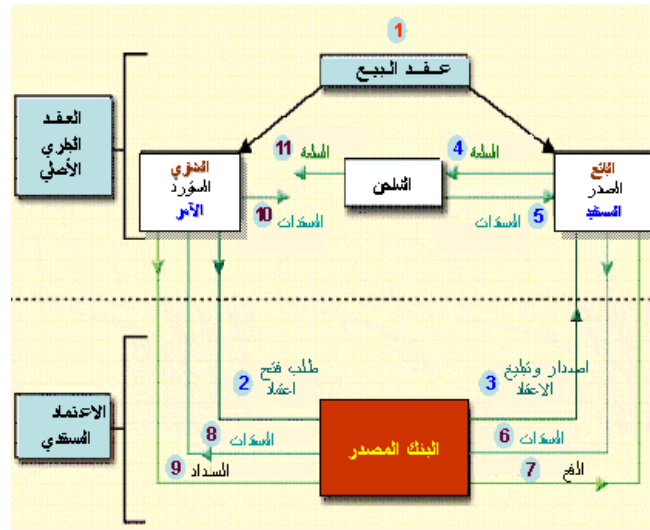 1
عقد البيع
العقد
الجاري
الأصلي
المشتري
المورد
الآمر
11 السلعة
4 السلعة
الشاحن
البائع
المصدر
المستفيد
10 المستندات
المستندات 5
2 طلب فتح
اعتماد
3 اصدار وتبليغ
الاعتماد
الاعتماد
المستندي
8 المستندات
البنك المصدر
6 المستندات
9 السداد
7 الدفع